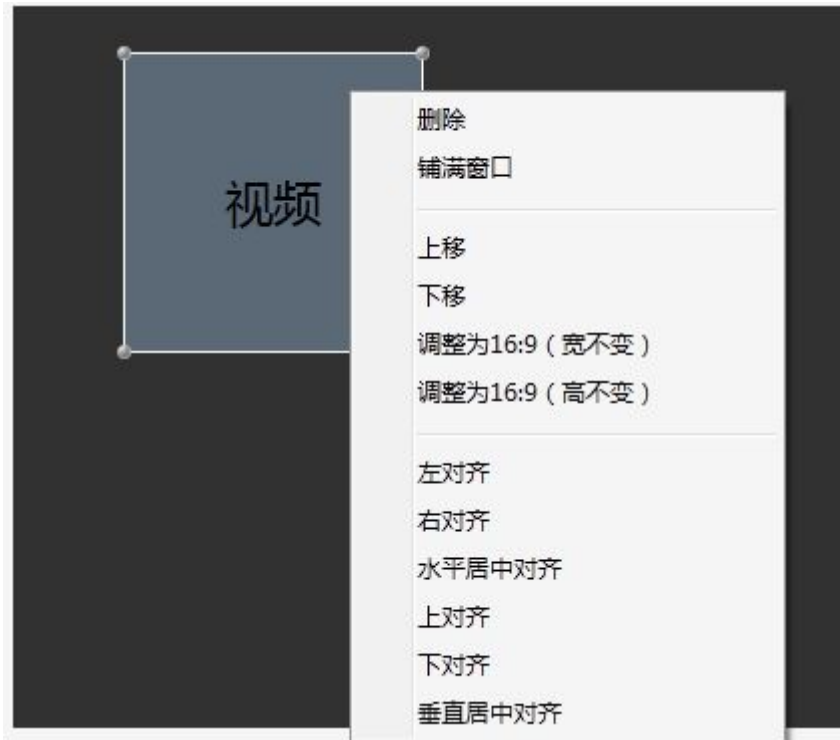 视频
删除
铺满窗口
上移
下移
调整为16:9（宽不变）
调整为16:9（高不变）
左对齐
右对齐
水平居中对齐
上对齐
下对齐
垂直居中对齐